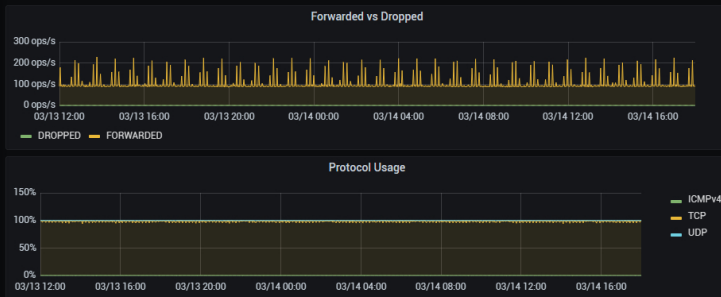 Forwarded vs Dropped
300 ops/s
200 ops/s
100 ops/s
0 ops/s
03/13 12:00 03/13 16:00 03/13 20:00 03/14 00:00 03/14 04:00 03/14 08:00 03/14 12:00 03/14 16:00
DROPPED FORWARDED
Protocol Usage
150%
100%
50%
0%
03/13 12:00 03/13 16:00 03/13 20:00 03/14 00:00 03/14 04:00 03/14 08:00 03/14 12:00 03/14 16:00
ICMPv4
TCP
UDP